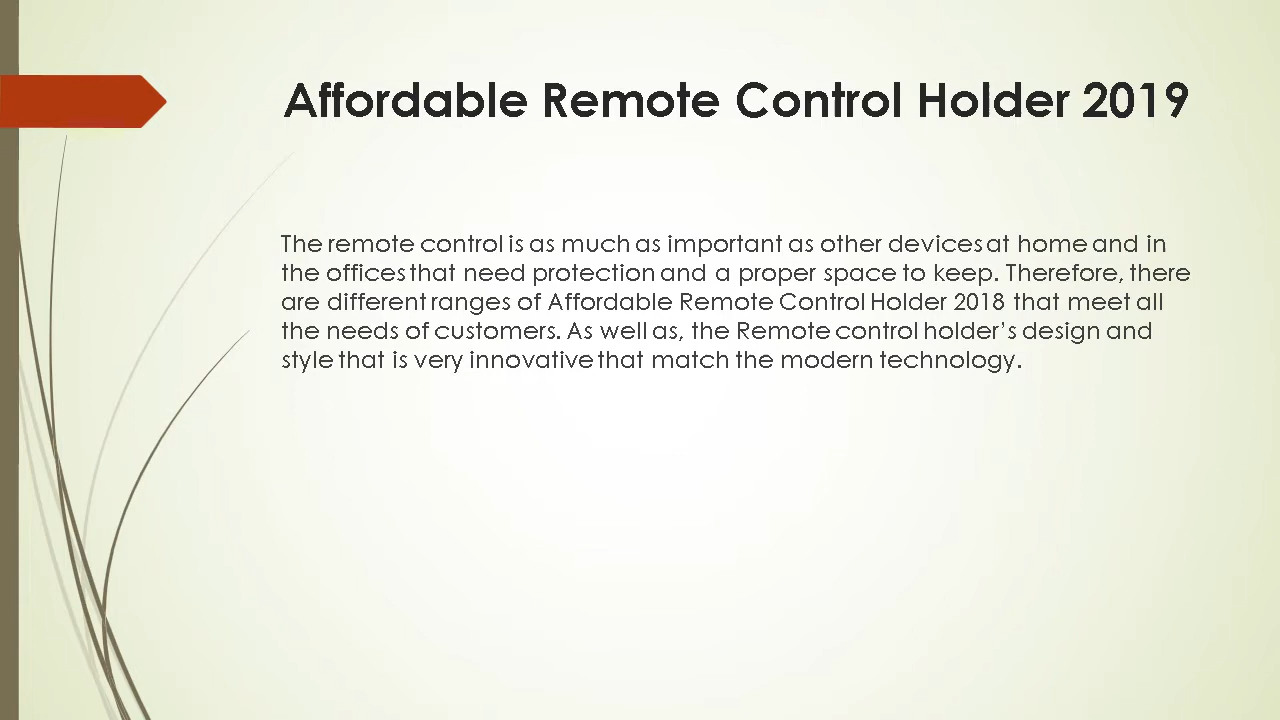 Affordable Remote Control Holder 2019
The remote control is as much as important as other devices at home and in
the offices that need protection and a proper space to keep. Therefore, there
are different ranges of Affordable Remote Control Holder 2018 that meet all
the needs of customers. As well as, the Remote control holder’s design and
style that is very innovative that match the modern technology.